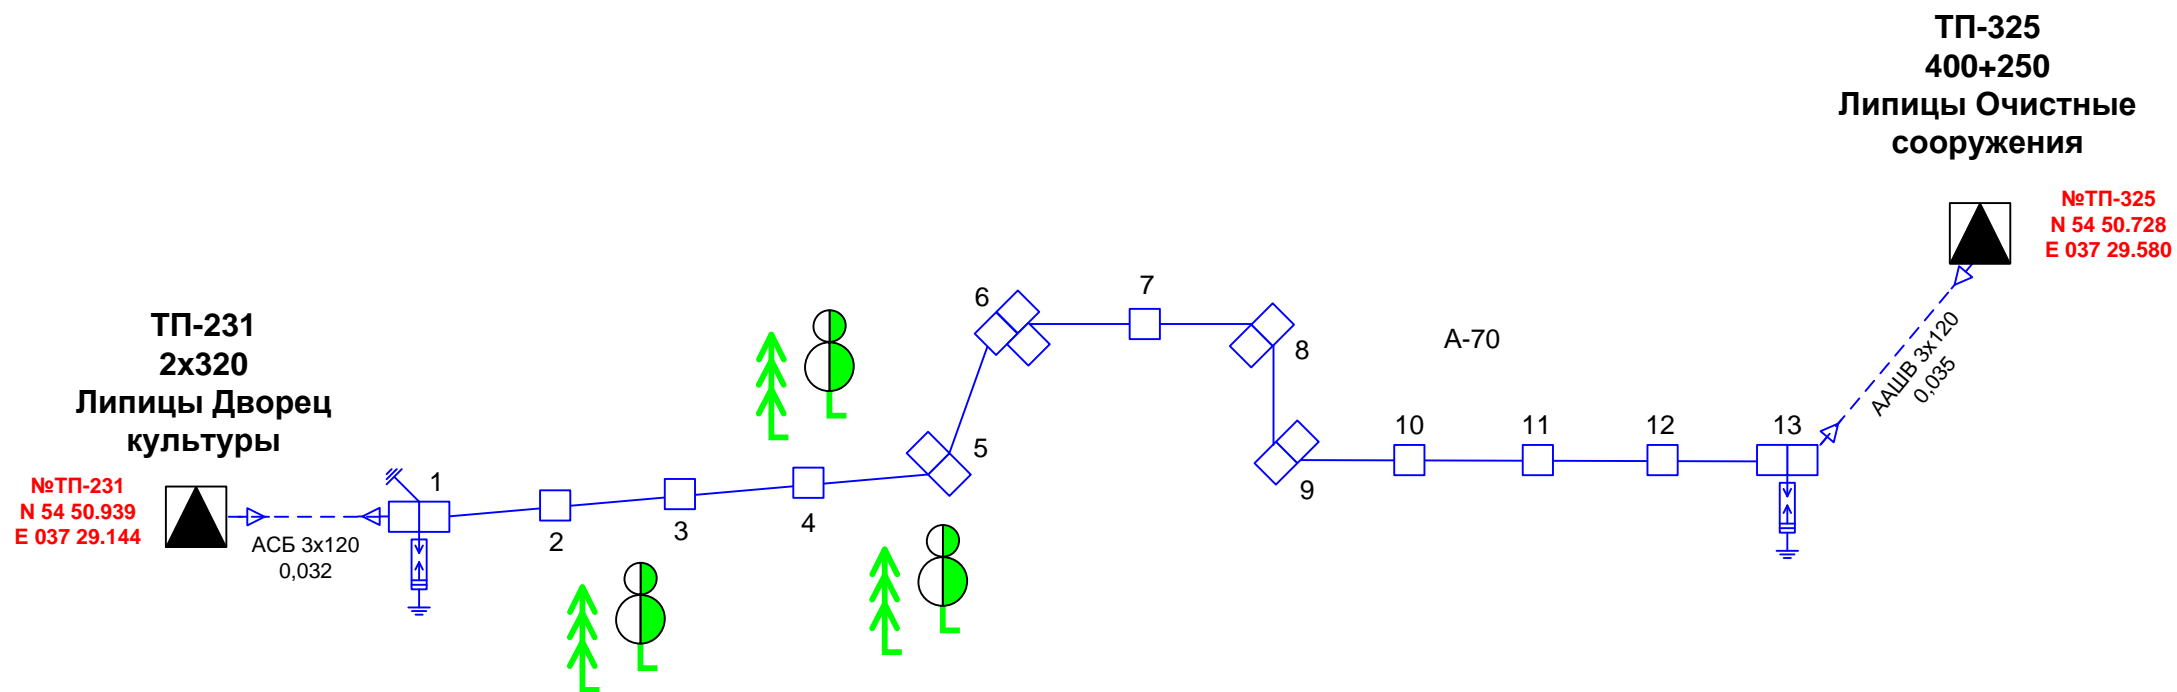 ТП-325
400+250
Липицы Очистные
сооружения
№ТП-325
N 54 50.728
E 037 29.580
ТП-231
2х320
Липицы Дворец
культуры
№ТП-231
N 54 50.939
E 037 29.144
АСБ 3х120
0,032
1
2
3
4
5
6
7
8
9
А-70
10
11
12
13
ААШВ 3х120
0,035